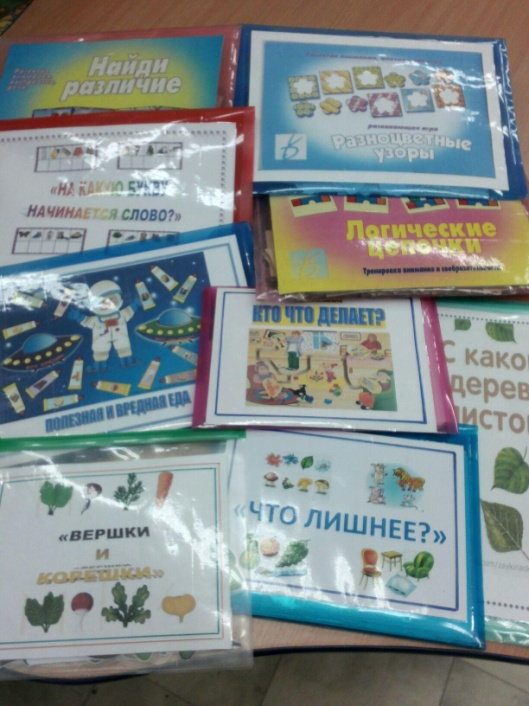 Найди
различие
развивающая игра
Разноцветные
узоры
«НА КАКУЮ БУКВУ
НАЧИНАЕТСЯ СЛОВО?»
Логические
цепочки
Тренировка внимания и сообразительности
КТО ЧТО ДЕЛАЕТ?
ПОЛЕЗНАЯ И ВРЕДНАЯ ЕДА
С како
дерев
листо
«ВЕРШКИ
И
КОРЕШКИ»
«ЧТО ЛИШНЕЕ?»